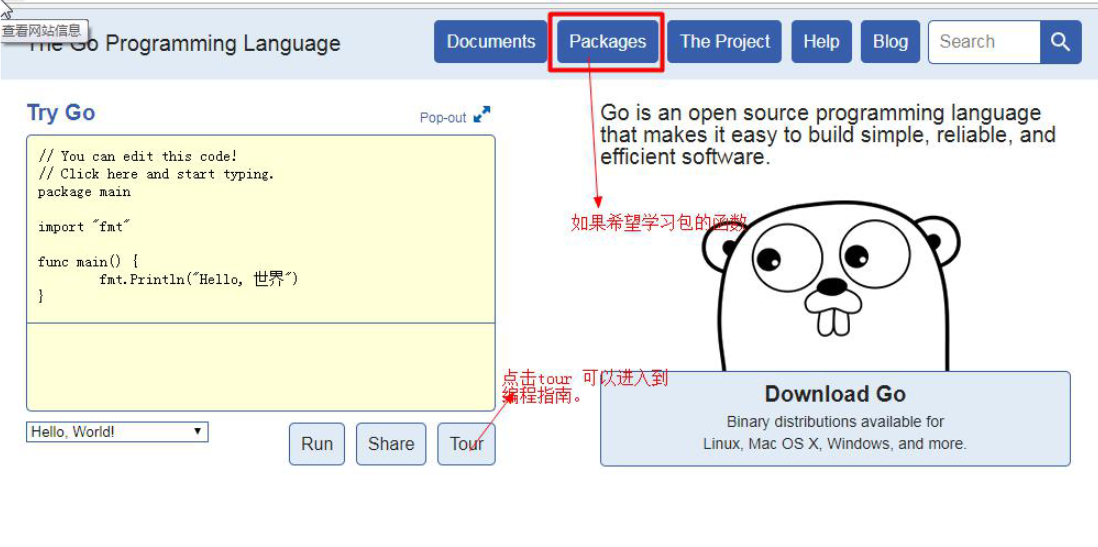 查看网站信息
The Go Programming Language
Documents
Packages
The Project
Help
Blog
Search
Try Go
Pop-out
// You can edit this code!
// Click here and start typing.
package main
import "fmt"
func main() {
fmt.Println("Hello, 世界")
}
Hello, World!
Run
Share
Tour
点击tour 可以进入到
编程指南。
Go is an open source programming language
that makes it easy to build simple, reliable, and
efficient software.
如果希望学习包的函数
Download Go
Binary distributions available for
Linux, Mac OS X, Windows, and more.